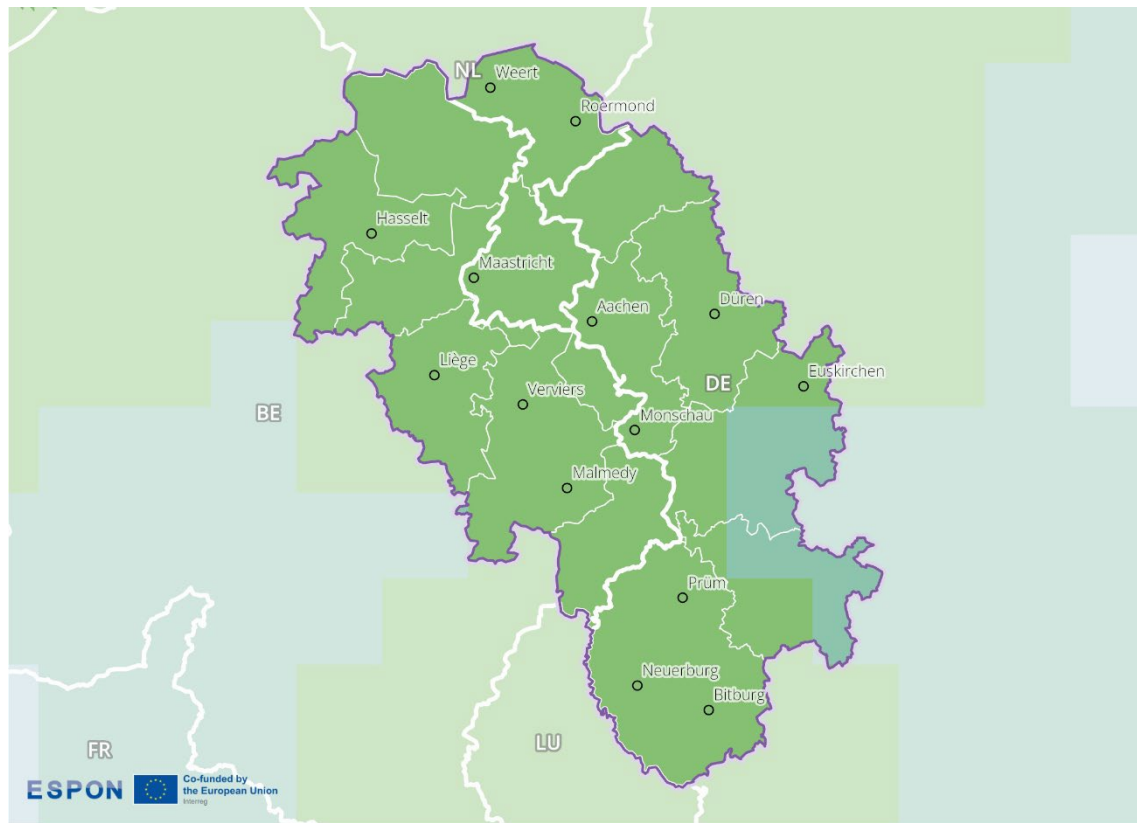 NL
Weert
Roermond
Hasselt
Maastricht
Aachen
Düren
Liège
DE
Euskirchen
Verviers
BE
Monschau
Malmedy
Prüm
Neuerburg
Bitburg
LU
FR
ESPON
Co-funded by
the European Union
Interreg